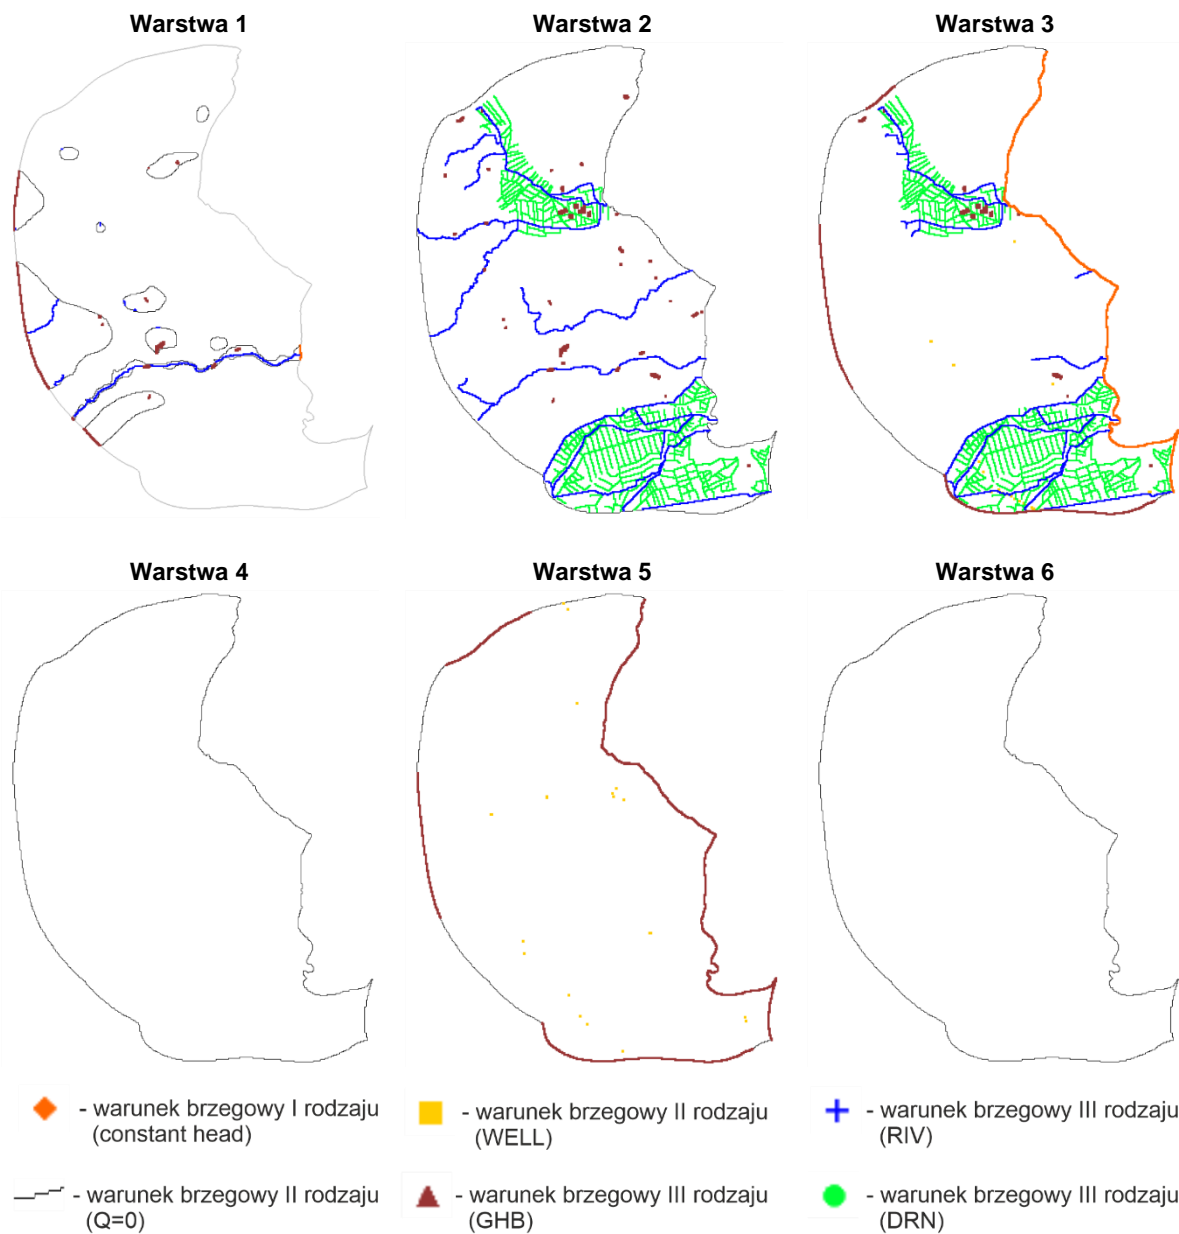 Warstwa 1
Warstwa 2
Warstwa 3
Warstwa 4
Warstwa 5
Warstwa 6
- warunek brzegowy I rodzaju
(constant head)
- warunek brzegowy II rodzaju
(WELL)
- warunek brzegowy III rodzaju
(RIV)
- warunek brzegowy II rodzaju
(Q=0)
- warunek brzegowy III rodzaju
(GHB)
- warunek brzegowy III rodzaju
(DRN)